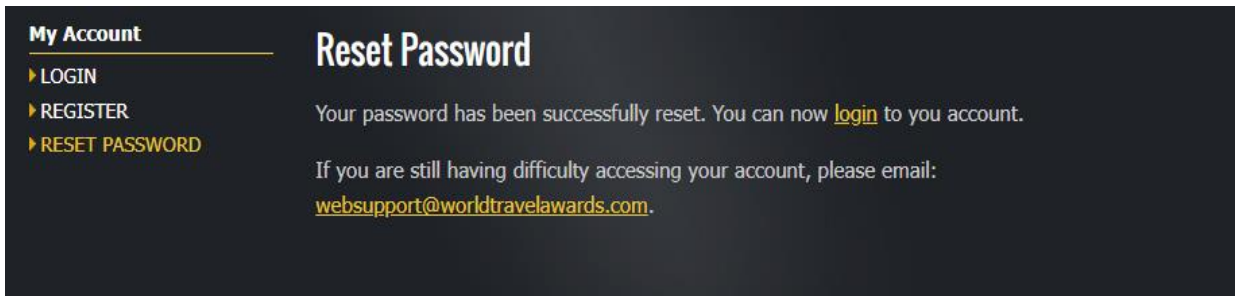 My Account
LOGIN
REGISTER
RESET PASSWORD
Reset Password
Your password has been successfully reset. You can now login to you account.
If you are still having difficulty accessing your account, please email:
websupport@worldtravelawards.com.